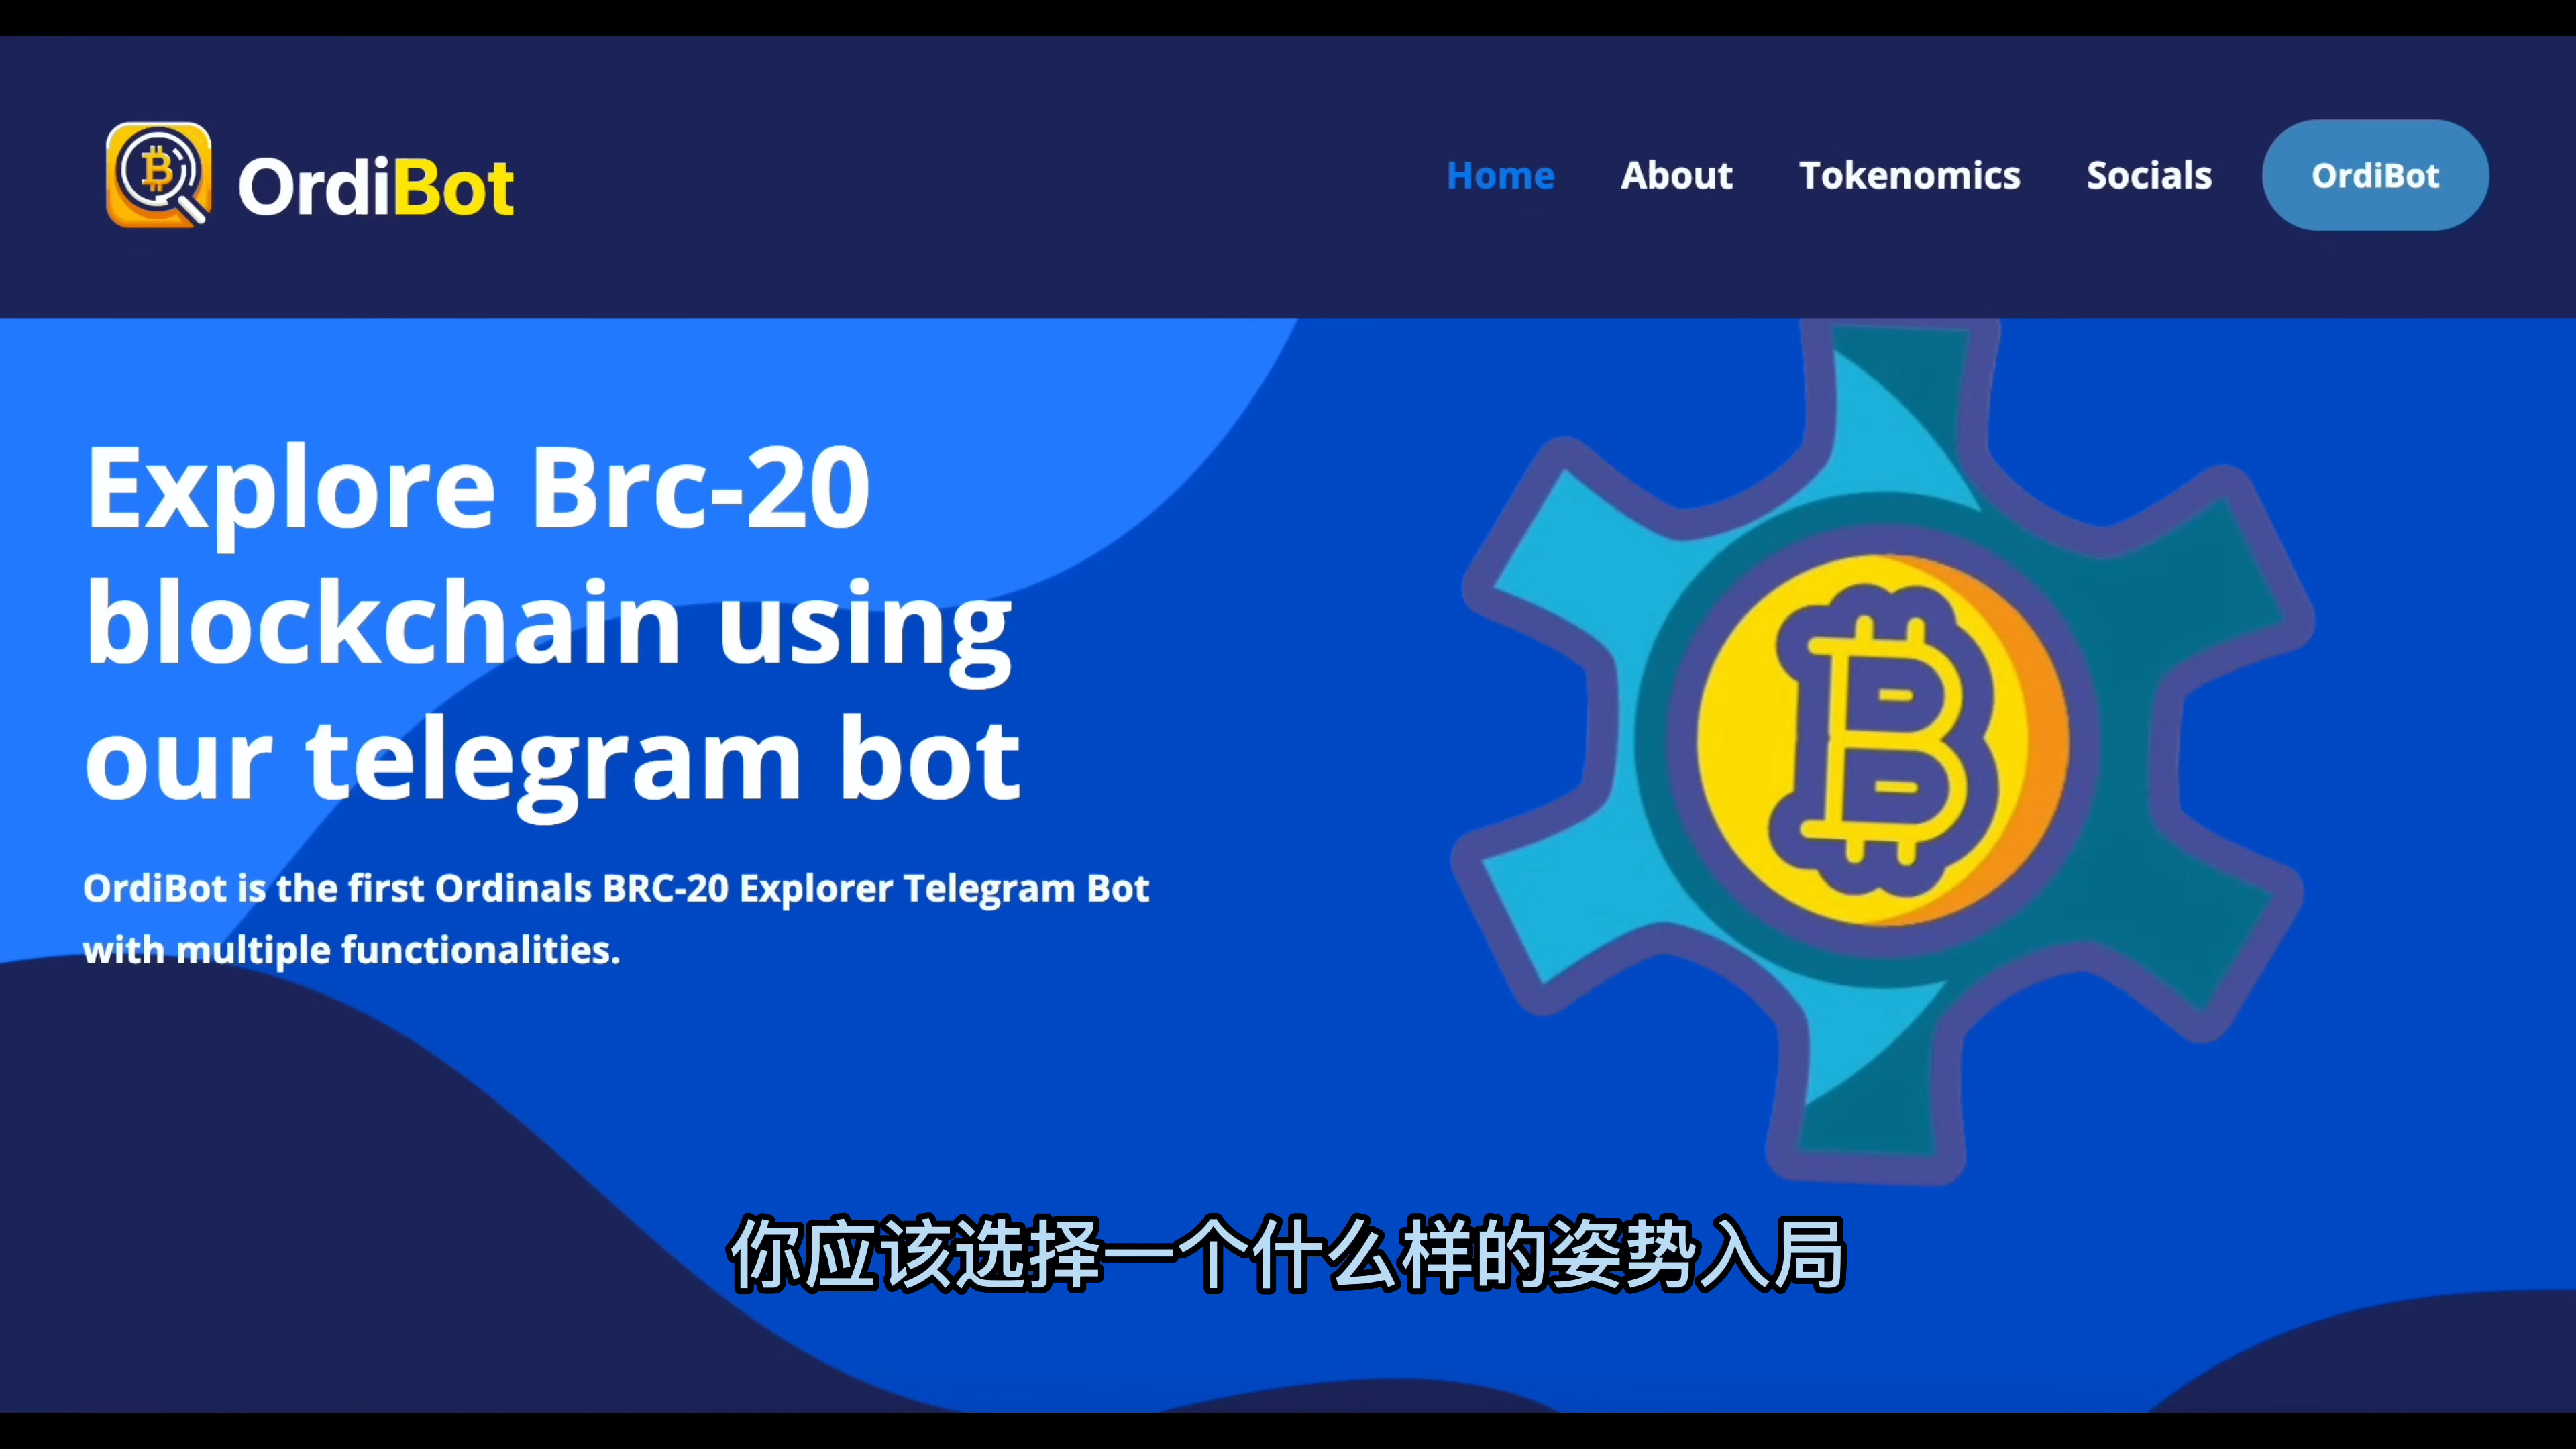 OrdiBot
Home
About
Tokenomics
Socials
OrdiBot
Explore Brc-20
blockchain using
our telegram bot
OrdiBot is the first Ordinals BRC-20 Explorer Telegram Bot
with multiple functionalities.
你应该选择一个什么样的姿势入局